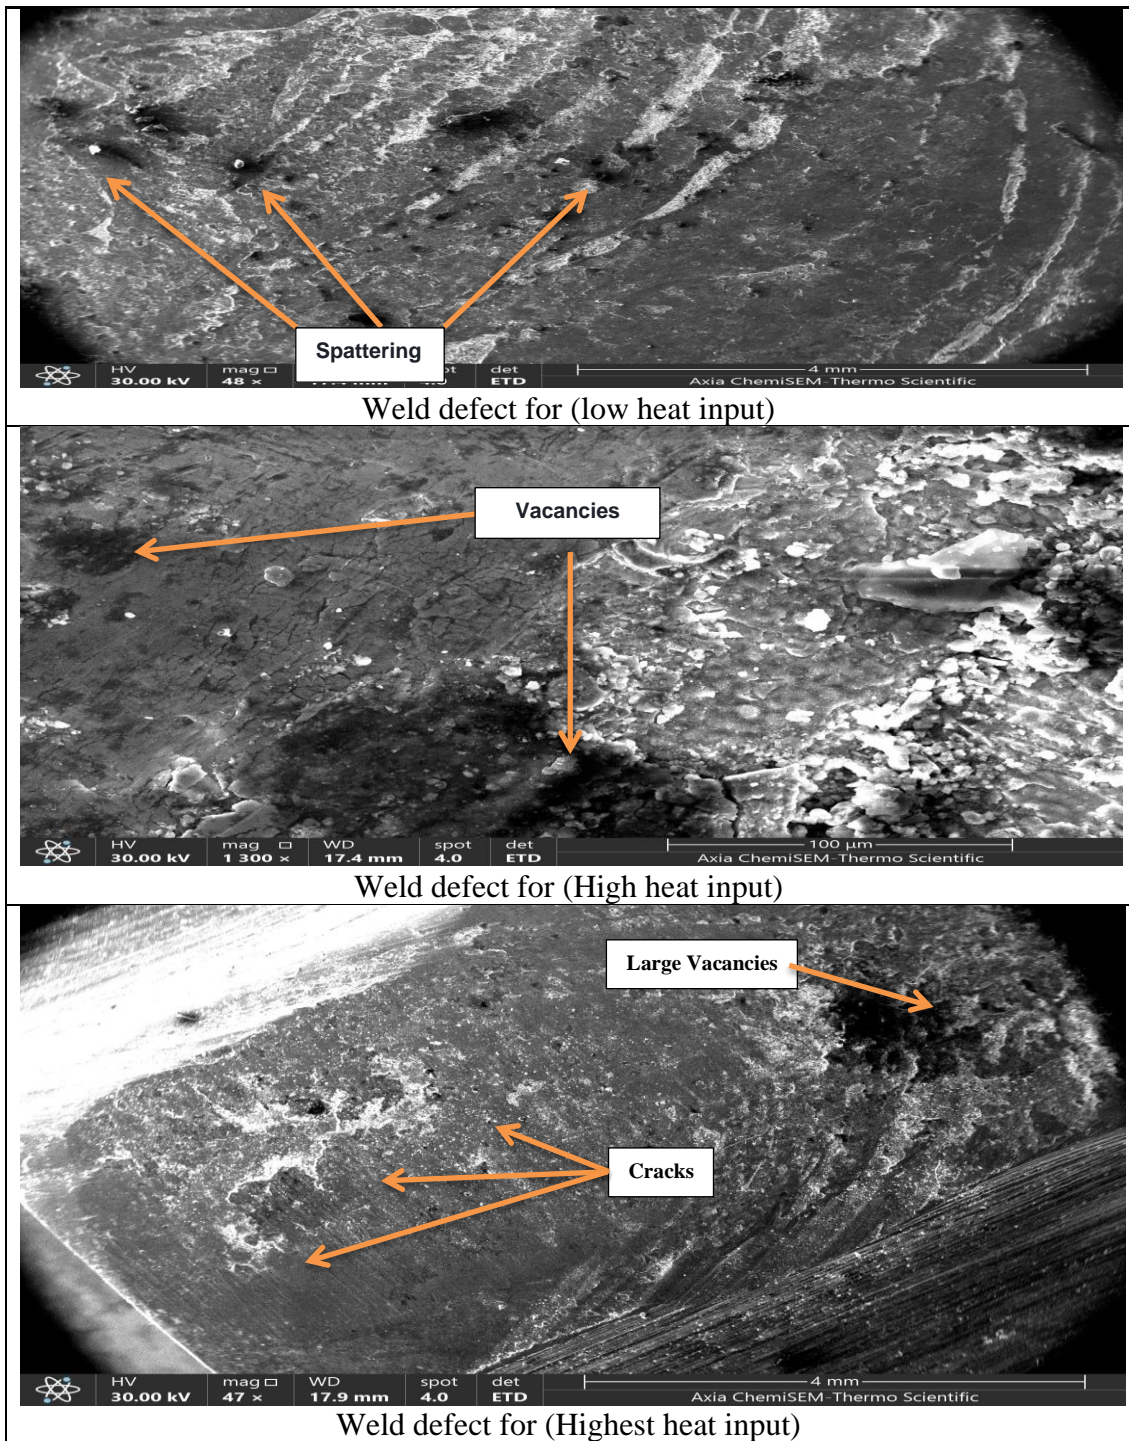 Spattering
HV mag □ det
30.00 kV 48 × ETD
4 mm
Axia ChemiSEM-Thermo Scientific
Weld defect for (low heat input)
Vacancies
HV mag □ WD spot det
30.00 kV 1 300 × 17.4 mm 4.0 ETD
100 µm
Axia ChemiSEM-Thermo Scientific
Weld defect for (High heat input)
Large Vacancies
Cracks
HV mag □ WD spot det
30.00 kV 47 × 17.9 mm 4.0 ETD
4 mm
Axia ChemiSEM-Thermo Scientific
Weld defect for (Highest heat input)